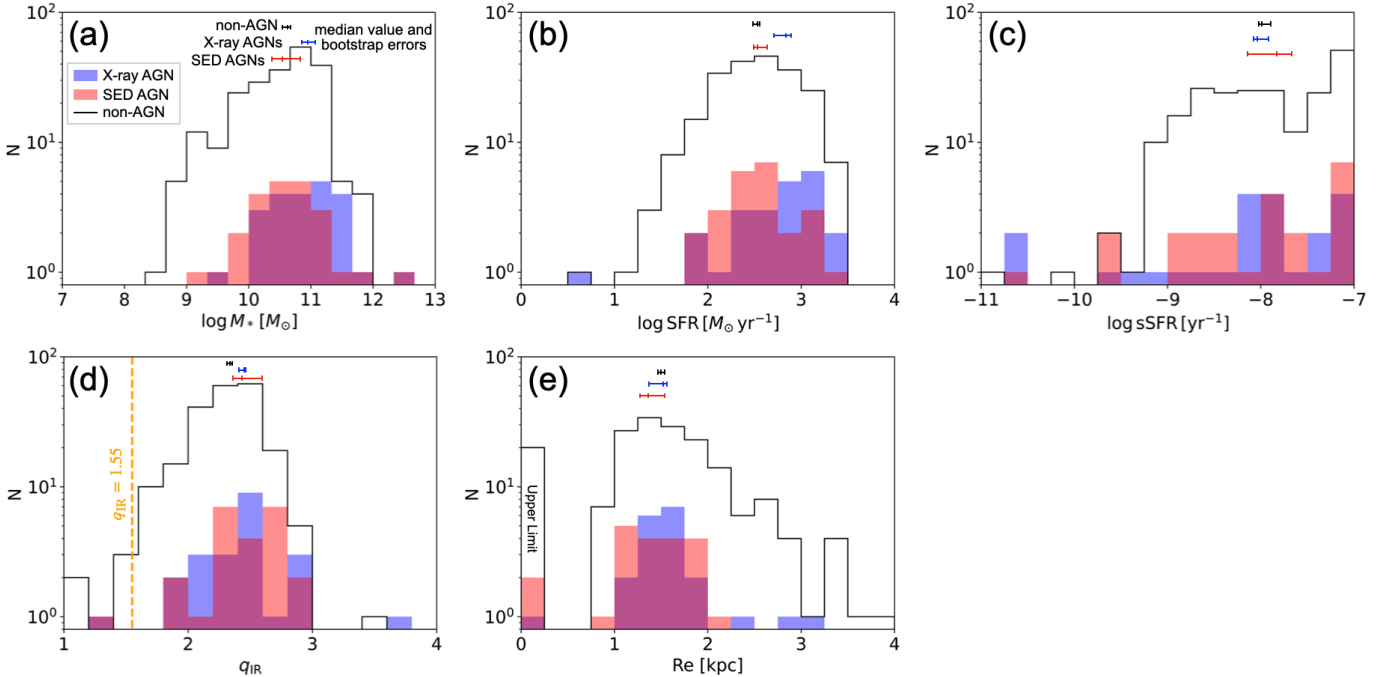 (a)
non-AGN
X-ray AGNs
SED AGNs
median value and
bootstrap errors
X-ray AGN
SED AGN
non-AGN
N
10⁰
10¹
10²
7 8 9 10 11 12 13
log M* [M⊙]
(b)
N
10⁰
10¹
10²
0 1 2 3 4
log SFR [M⊙ yr⁻¹]
(c)
N
10⁰
10¹
10²
−11 −10 −9 −8 −7
log sSFR [yr⁻¹]
(d)
q_IR = 1.55
N
10⁰
10¹
10²
1 2 3 4
q_IR
(e)
Upper Limit
N
10⁰
10¹
10²
0 1 2 3 4
Re [kpc]